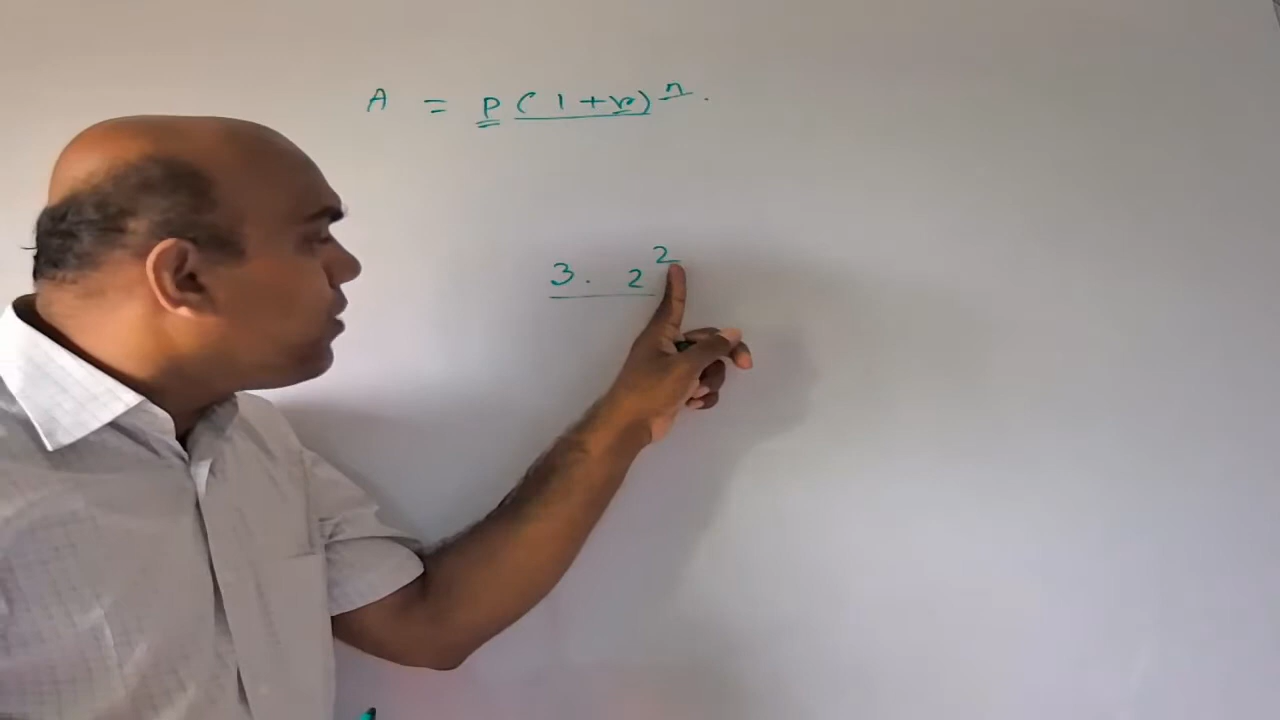 A = P(1+r)ⁿ.
3. 2²